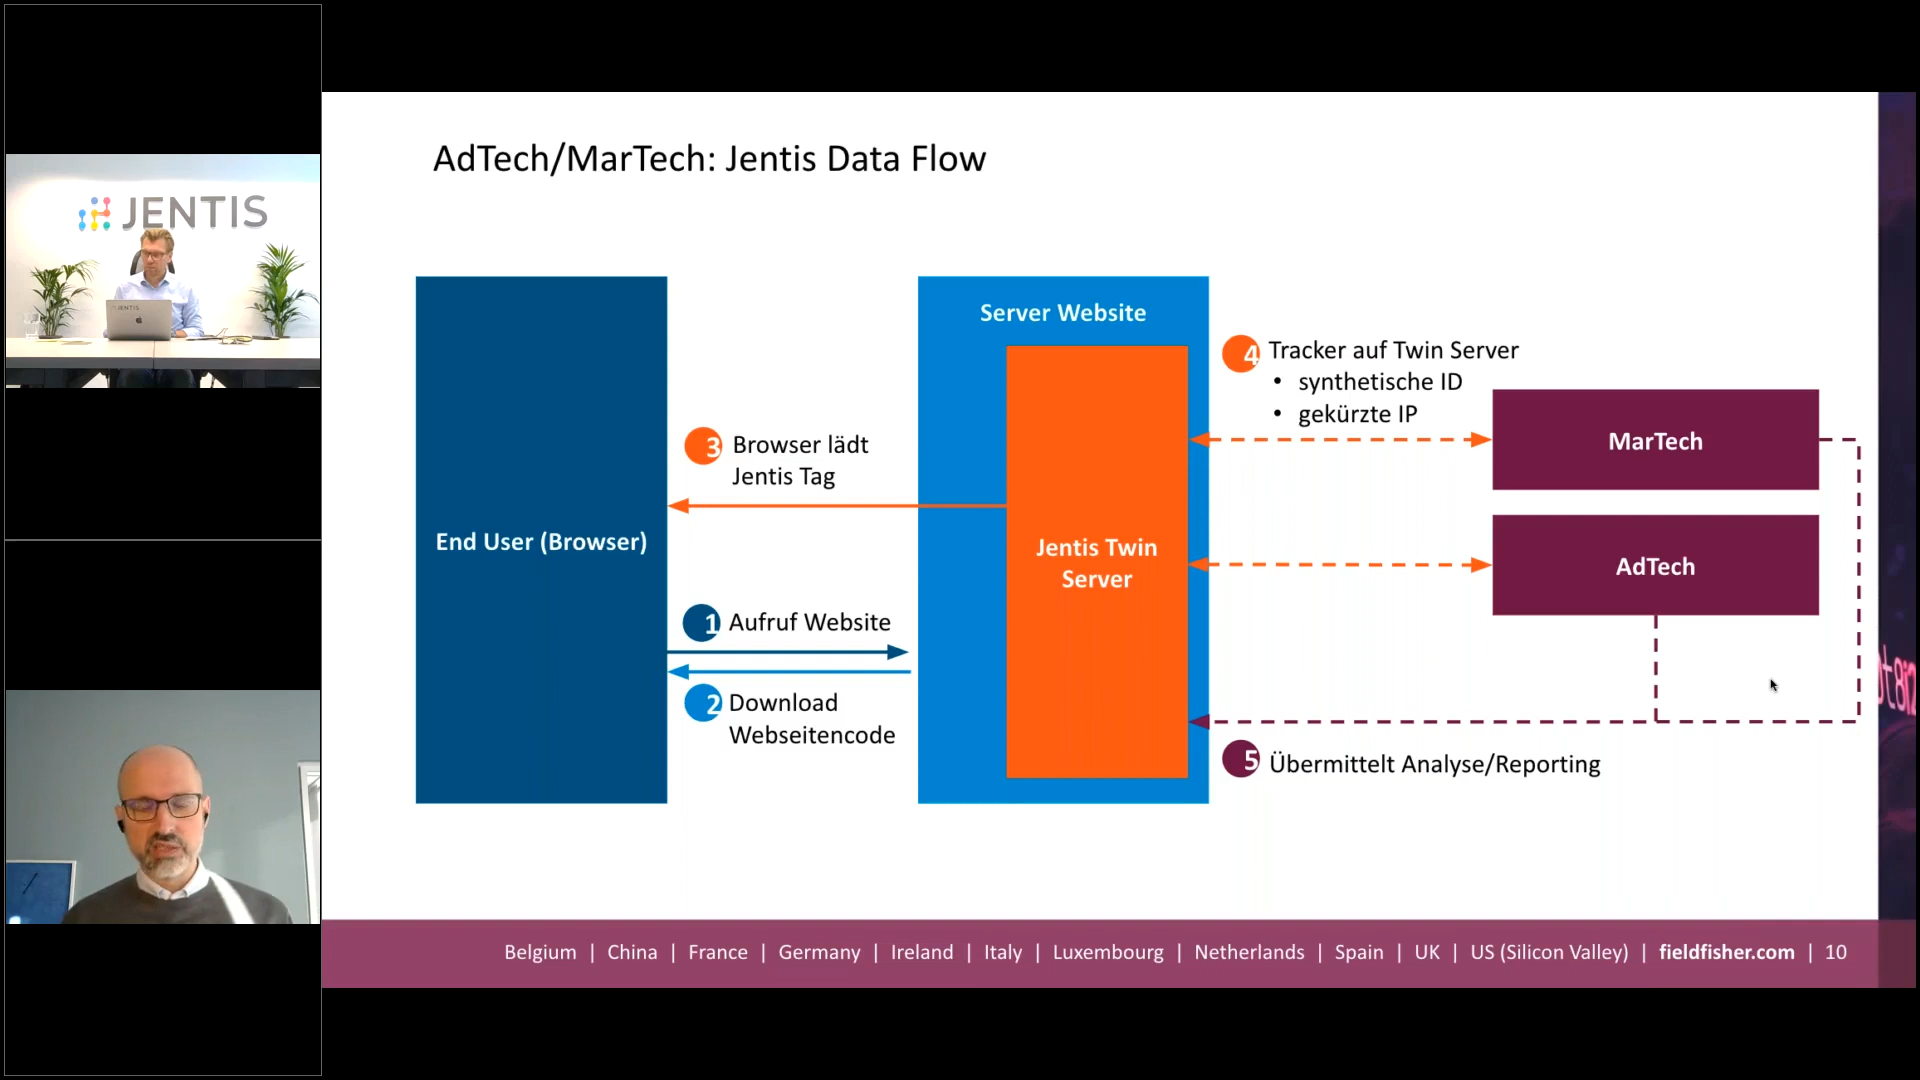 JENTIS
JENTIS
AdTech/MarTech: Jentis Data Flow
End User (Browser)
Server Website
Jentis Twin
Server
3 Browser lädt
Jentis Tag
1 Aufruf Website
2 Download
Webseitencode
4 Tracker auf Twin Server
• synthetische ID
• gekürzte IP
MarTech
AdTech
5 Übermittelt Analyse/Reporting
Belgium | China | France | Germany | Ireland | Italy | Luxembourg | Netherlands | Spain | UK | US (Silicon Valley) | fieldfisher.com | 10